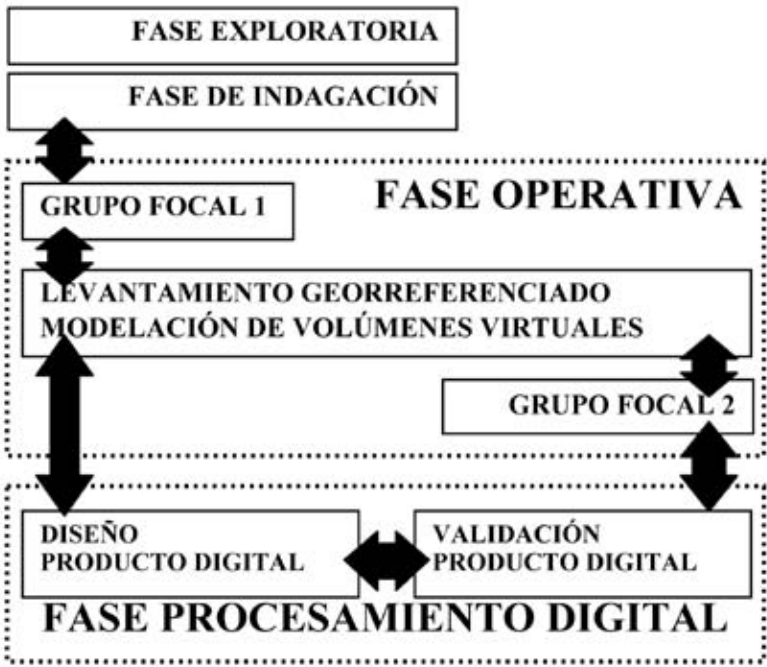 FASE EXPLORATORIA
FASE DE INDAGACIÓN
FASE OPERATIVA
GRUPO FOCAL 1
LEVANTAMIENTO GEORREFERENCIADO
MODELACIÓN DE VOLÚMENES VIRTUALES
GRUPO FOCAL 2
DISEÑO
PRODUCTO DIGITAL
VALIDACIÓN
PRODUCTO DIGITAL
FASE PROCESAMIENTO DIGITAL